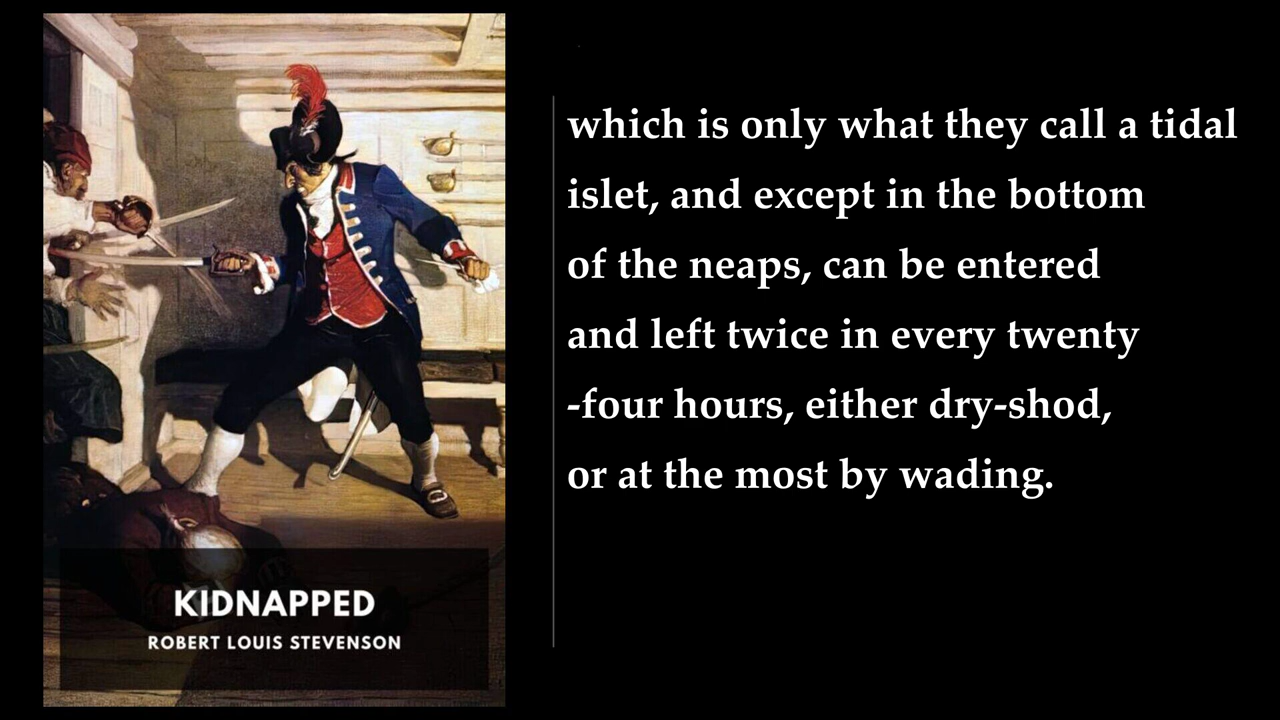 KIDNAPPED
ROBERT LOUIS STEVENSON
which is only what they call a tidal
islet, and except in the bottom
of the neaps, can be entered
and left twice in every twenty
-four hours, either dry-shod,
or at the most by wading.